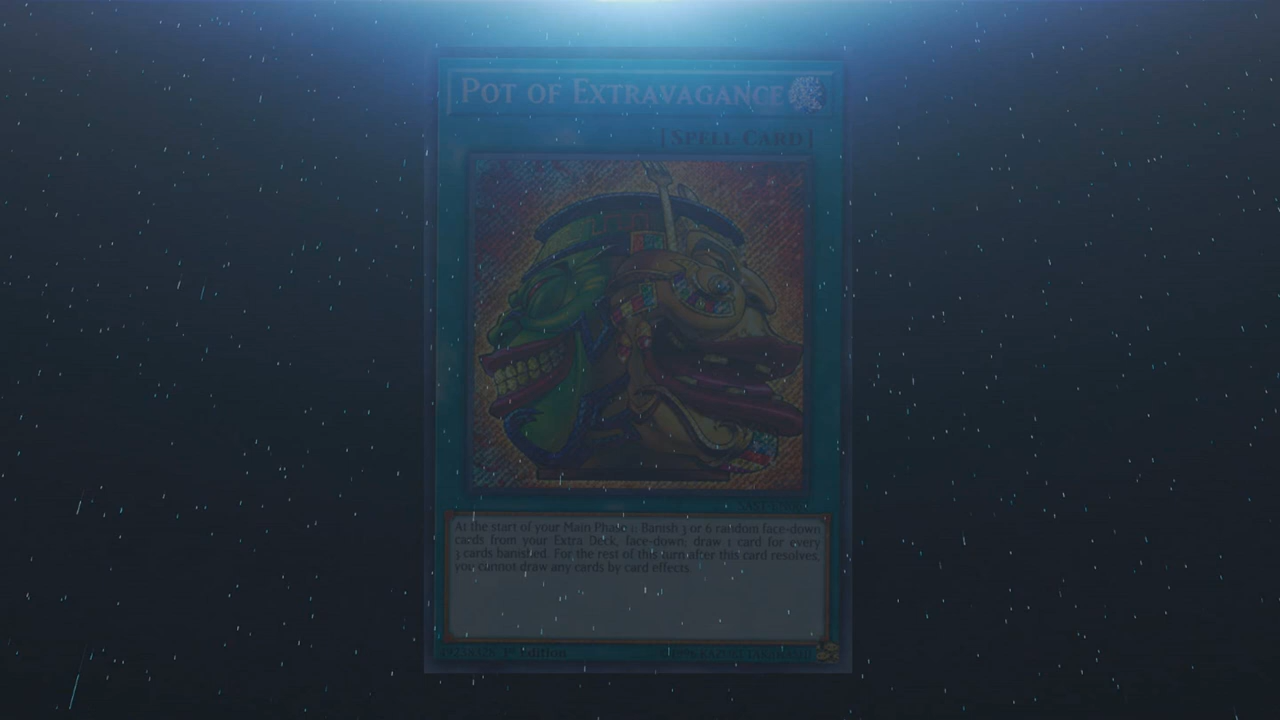 POT OF EXTRAVAGANCE
[SPELL CARD]
At the start of your Main Phase 1: Banish 3 or 6 random face-down
cards from your Extra Deck, face-down; draw 1 card for every
3 cards banished. For the rest of this turn after this card resolves,
you cannot draw any cards by card effects.
1st Edition